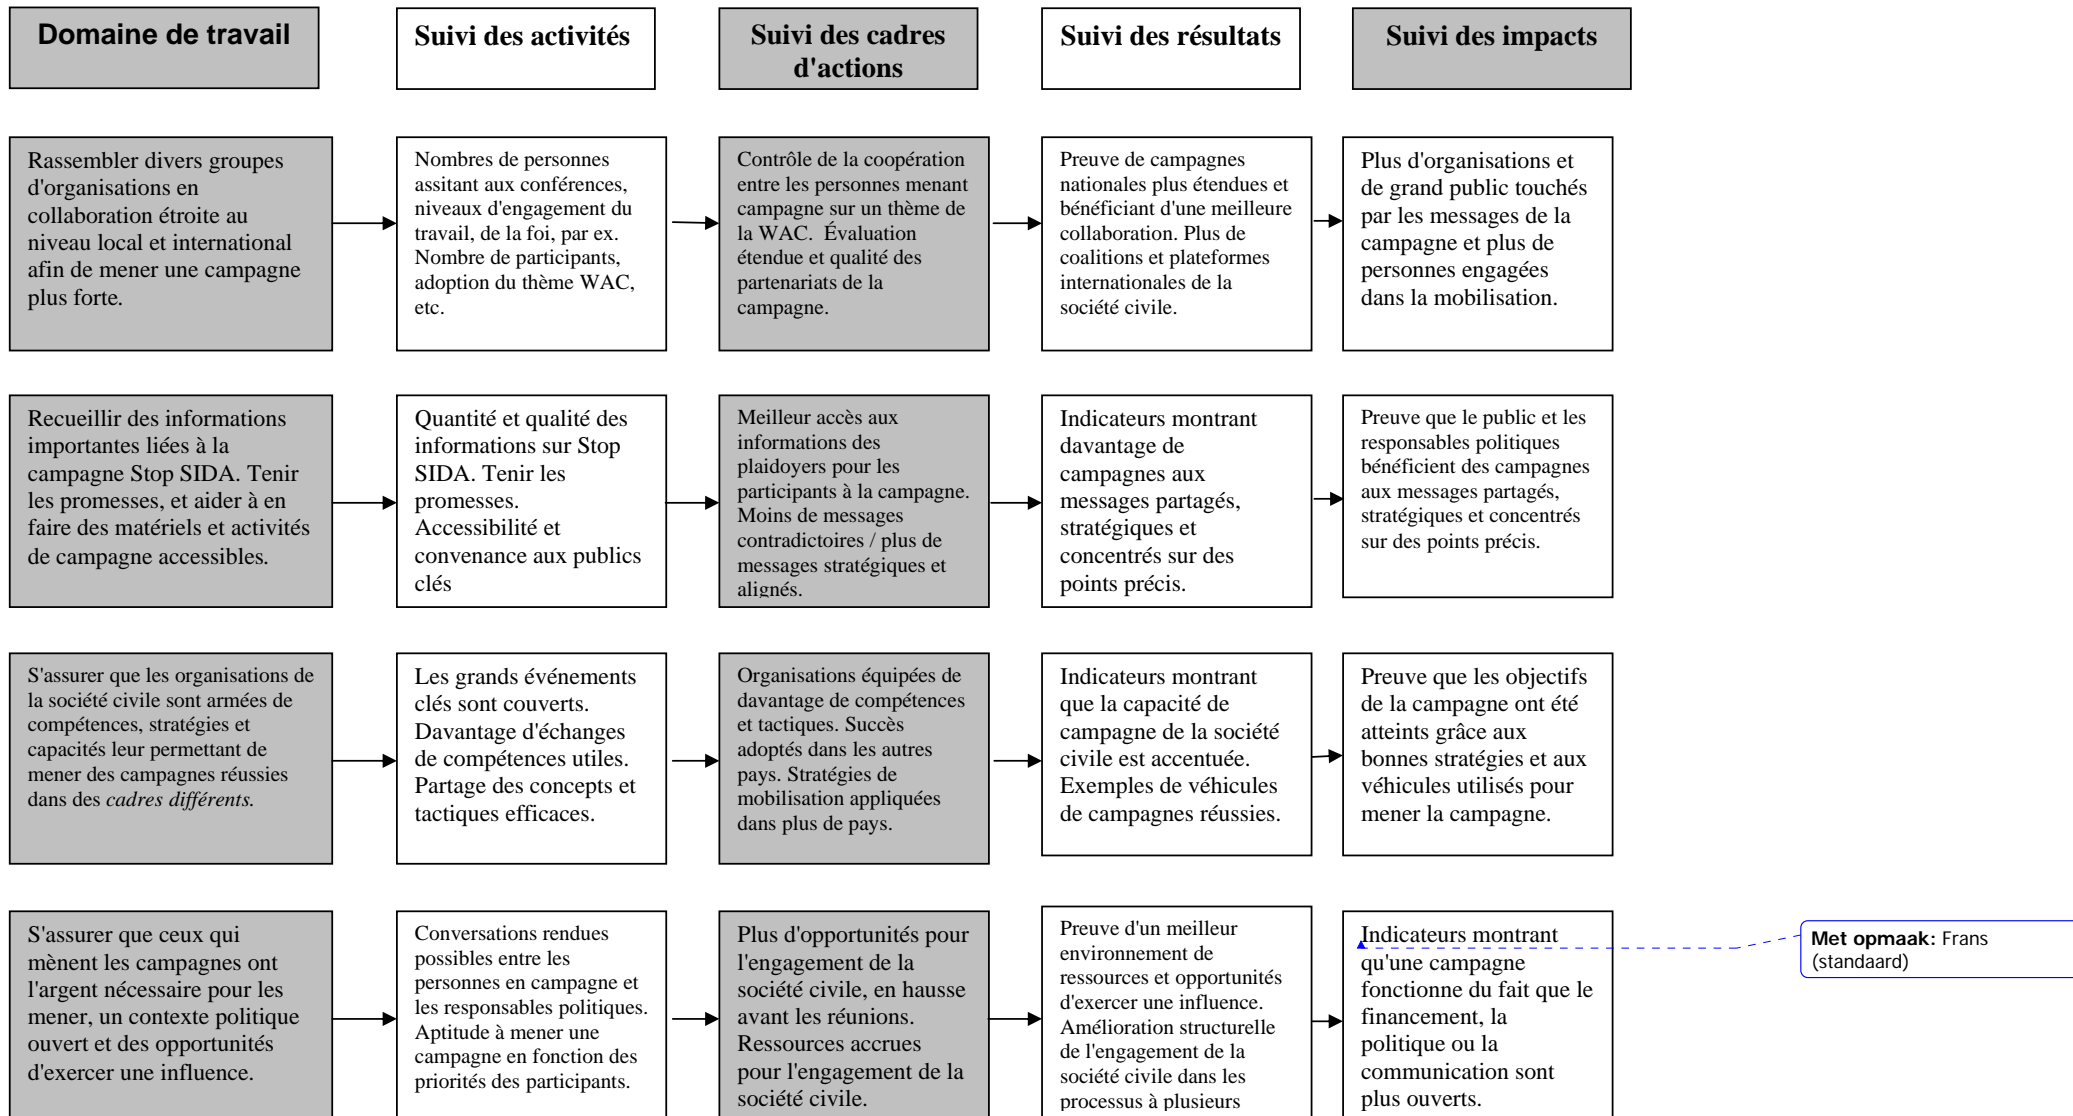 Domaine de travail
Suivi des activités
Suivi des cadres
d'actions
Suivi des résultats
Suivi des impacts
Rassembler divers groupes
d'organisations en
collaboration étroite au
niveau local et international
afin de mener une campagne
plus forte.
Nombres de personnes
assitant aux conférences,
niveaux d'engagement du
travail, de la foi, par ex.
Nombre de participants,
adoption du thème WAC,
etc.
Contrôle de la coopération
entre les personnes menant
campagne sur un thème de
la WAC. Évaluation
étendue et qualité des
partenariats de la
campagne.
Preuve de campagnes
nationales plus étendues et
bénéficiant d'une meilleure
collaboration. Plus de
coalitions et plateformes
internationales de la
société civile.
Plus d'organisations et
de grand public touchés
par les messages de la
campagne et plus de
personnes engagées
dans la mobilisation.
Recueillir des informations
importantes liées à la
campagne Stop SIDA. Tenir
les promesses, et aider à en
faire des matériels et activités
de campagne accessibles.
Quantité et qualité des
informations sur Stop
SIDA. Tenir les
promesses.
Accessibilité et
convenance aux publics
clés
Meilleur accès aux
informations des
plaidoyers pour les
participants à la campagne.
Moins de messages
contradictoires / plus de
messages stratégiques et
alignés.
Indicateurs montrant
davantage de
campagnes aux
messages partagés,
stratégiques et
concentrés sur des
points précis.
Preuve que le public et les
responsables politiques
bénéficient des campagnes
aux messages partagés,
stratégiques et concentrés
sur des points précis.
S'assurer que les organisations de
la société civile sont armées de
compétences, stratégies et
capacités leur permettant de
mener des campagnes réussies
dans des cadres différents.
Les grands événements
clés sont couverts.
Davantage d'échanges
de compétences utiles.
Partage des concepts et
tactiques efficaces.
Organisations équipées de
davantage de compétences
et tactiques. Succès
adoptés dans les autres
pays. Stratégies de
mobilisation appliquées
dans plus de pays.
Indicateurs montrant
que la capacité de
campagne de la société
civile est accentuée.
Exemples de véhicules
de campagnes réussies.
Preuve que les objectifs
de la campagne ont été
atteints grâce aux
bonnes stratégies et aux
véhicules utilisés pour
mener la campagne.
S'assurer que ceux qui
mènent les campagnes ont
l'argent nécessaire pour les
mener, un contexte politique
ouvert et des opportunités
d'exercer une influence.
Conversations rendues
possibles entre les
personnes en campagne et
les responsables politiques.
Aptitude à mener une
campagne en fonction des
priorités des participants.
Plus d'opportunités pour
l'engagement de la
société civile, en hausse
avant les réunions.
Ressources accrues
pour l'engagement de la
société civile.
Preuve d'un meilleur
environnement de
ressources et opportunités
d'exercer une influence.
Amélioration structurelle
de l'engagement de la
société civile dans les
processus à plusieurs
Indicateurs montrant
qu'une campagne
fonctionne du fait que le
financement, la
politique ou la
communication sont
plus ouverts.
Met opmaak: Frans
(standaard)